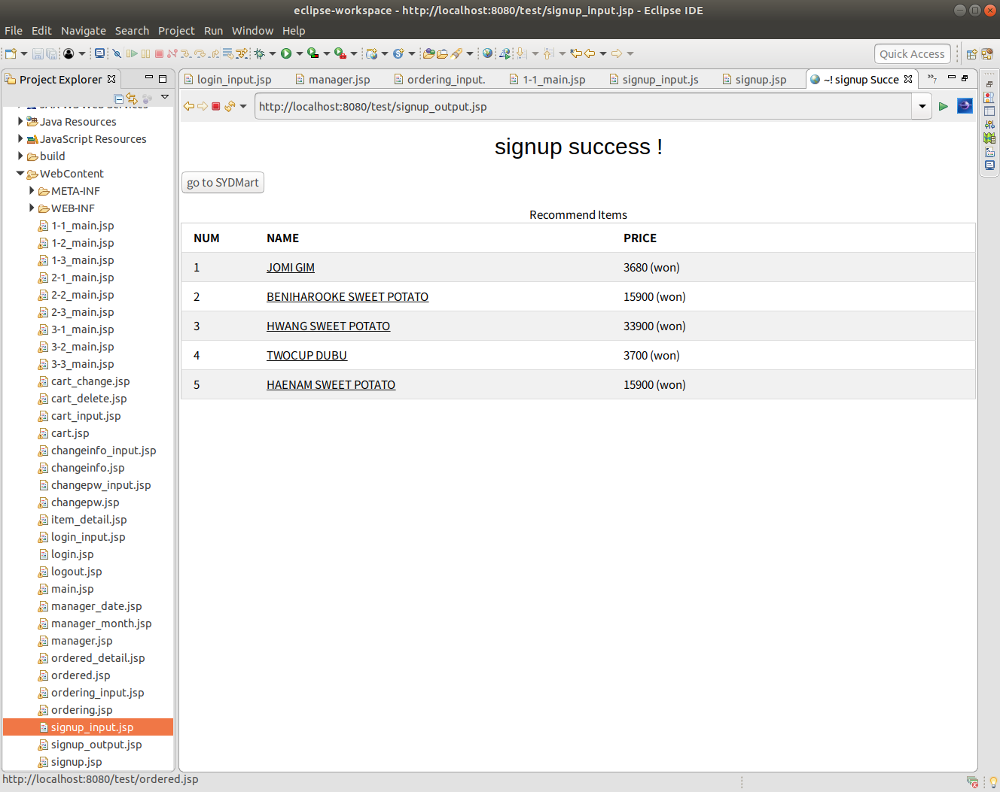 eclipse-workspace - http://localhost:8080/test/signup_input.jsp - Eclipse IDE
File Edit Navigate Search Project Run Window Help
Quick Access
Project Explorer
login_input.jsp manager.jsp ordering_input. 1-1_main.jsp signup_input.js signup.jsp ~! signup Succe »7
http://localhost:8080/test/signup_output.jsp
Java Resources
JavaScript Resources
build
WebContent
META-INF
WEB-INF
1-1_main.jsp
1-2_main.jsp
1-3_main.jsp
2-1_main.jsp
2-2_main.jsp
2-3_main.jsp
3-1_main.jsp
3-2_main.jsp
3-3_main.jsp
cart_change.jsp
cart_delete.jsp
cart_input.jsp
cart.jsp
changeinfo_input.jsp
changeinfo.jsp
changepw_input.jsp
changepw.jsp
item_detail.jsp
login_input.jsp
login.jsp
logout.jsp
main.jsp
manager_date.jsp
manager_month.jsp
manager.jsp
ordered_detail.jsp
ordered.jsp
ordering_input.jsp
ordering.jsp
signup_input.jsp
signup_output.jsp
signup.jsp
signup success !
go to SYDMart
Recommend Items
NUM NAME PRICE
1 JOMI GIM 3680 (won)
2 BENIHAROOKE SWEET POTATO 15900 (won)
3 HWANG SWEET POTATO 33900 (won)
4 TWOCUP DUBU 3700 (won)
5 HAENAM SWEET POTATO 15900 (won)
http://localhost:8080/test/ordered.jsp